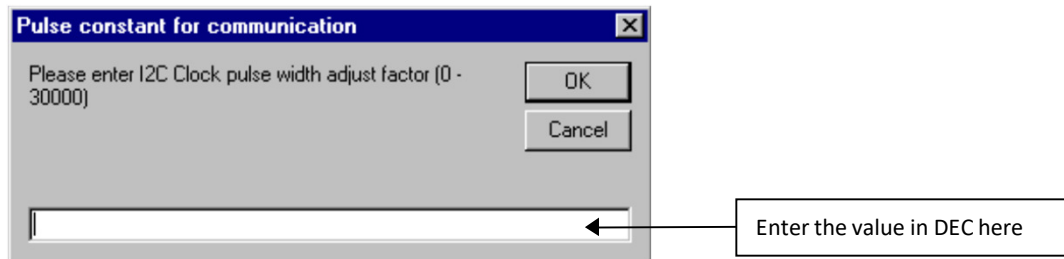 Pulse constant for communication
Please enter I2C Clock pulse width adjust factor (0 -
30000)
OK
Cancel
Enter the value in DEC here